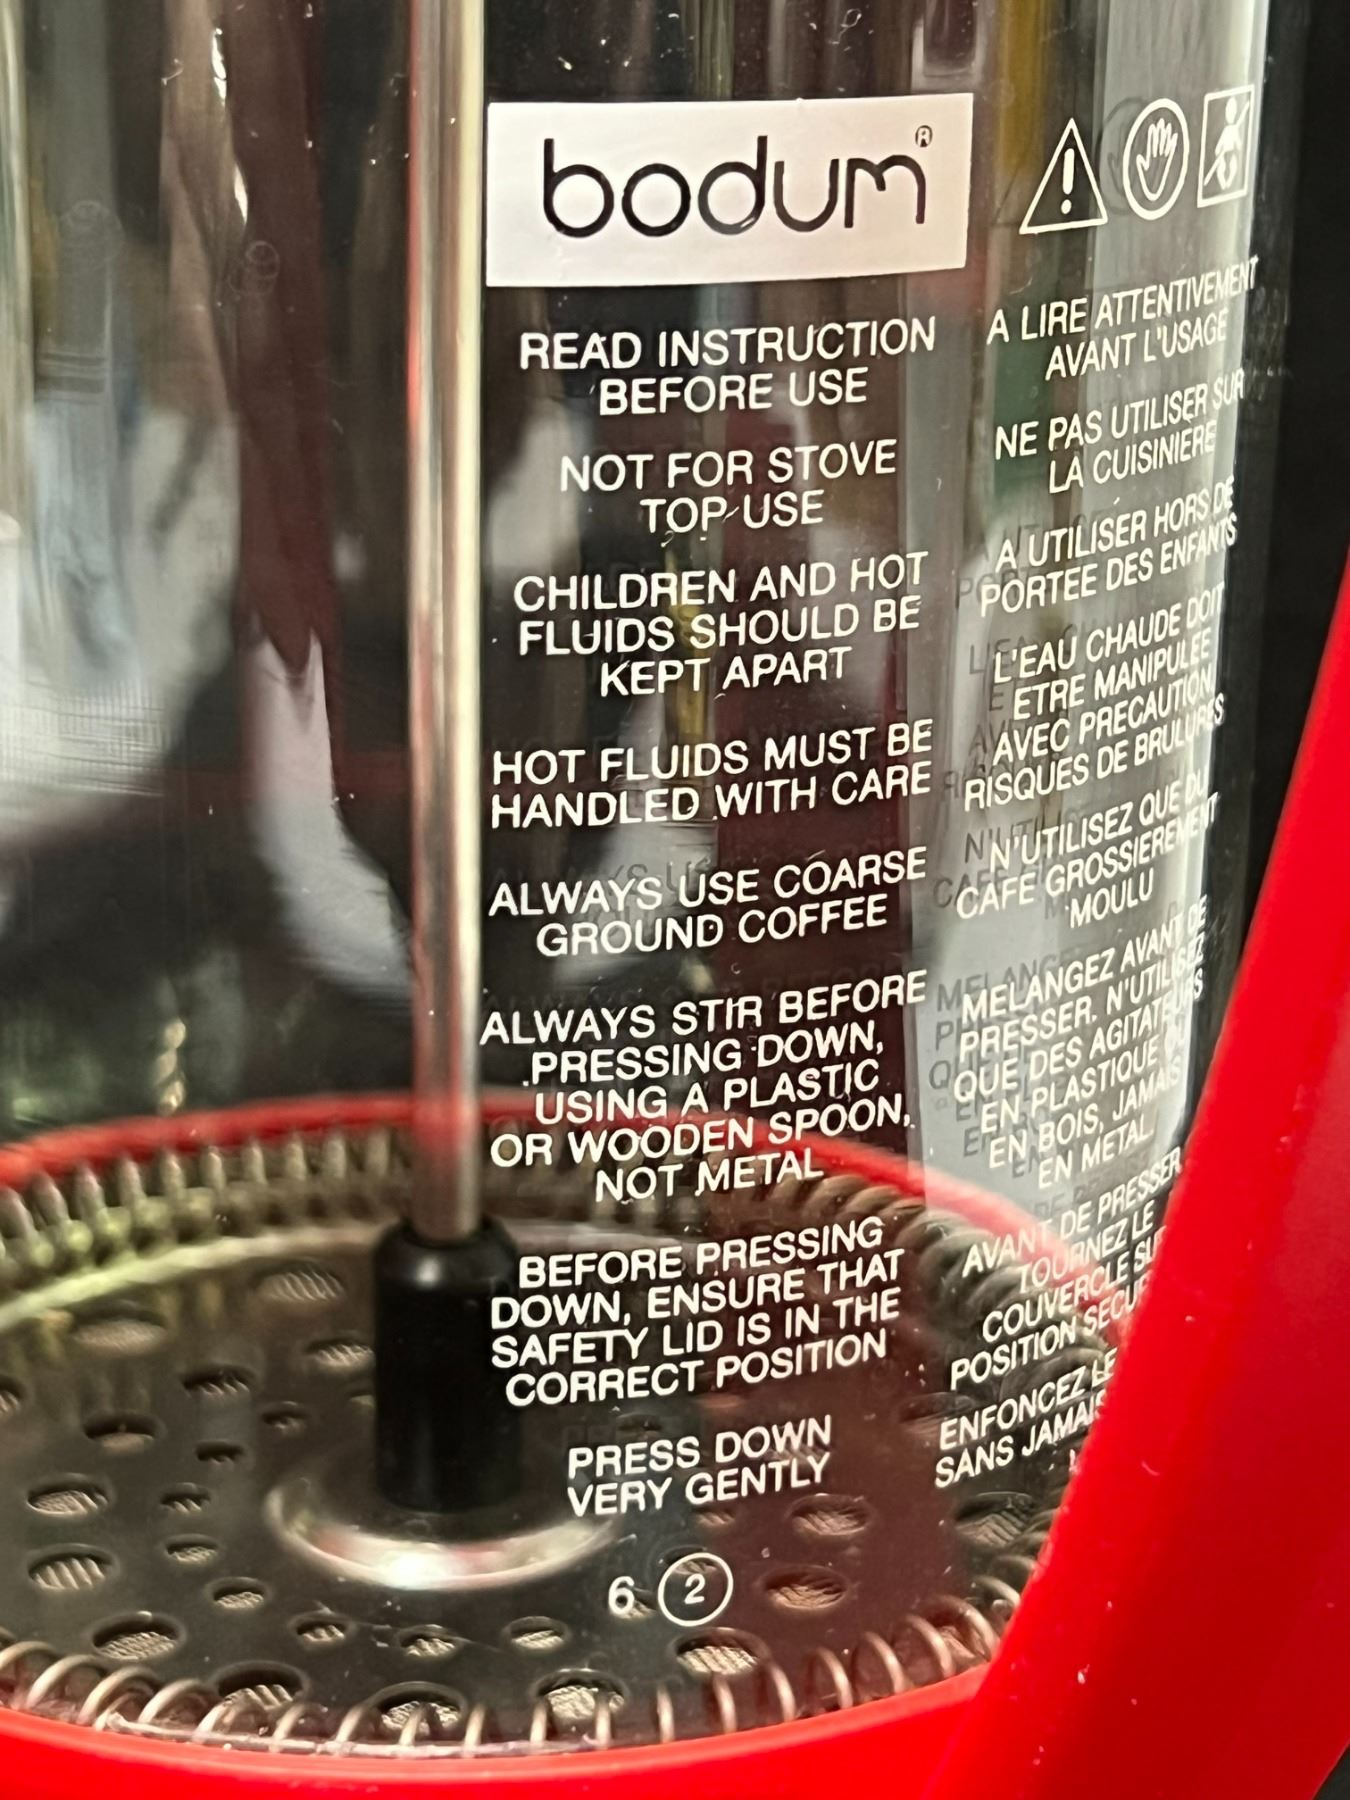 bodum®
READ INSTRUCTION
BEFORE USE
NOT FOR STOVE
TOP USE
CHILDREN AND HOT
FLUIDS SHOULD BE
KEPT APART
HOT FLUIDS MUST BE
HANDLED WITH CARE
ALWAYS USE COARSE
GROUND COFFEE
ALWAYS STIR BEFORE
PRESSING DOWN,
USING A PLASTIC
OR WOODEN SPOON,
NOT METAL
BEFORE PRESSING
DOWN, ENSURE THAT
SAFETY LID IS IN THE
CORRECT POSITION
PRESS DOWN
VERY GENTLY
6 2
A LIRE ATTENTIVEMENT
AVANT L'USAGE
NE PAS UTILISER SUR
LA CUISINIERE
A UTILISER HORS DE
PORTEE DES ENFANTS
L'EAU CHAUDE DOIT
ETRE MANIPULEE
AVEC PRECAUTION
RISQUES DE BRULURES
N'UTILISEZ QUE DU
CAFE GROSSIEREMENT
MOULU
MELANGEZ AVANT DE
PRESSER, N'UTILISEZ
QUE DES AGITATEURS
EN PLASTIQUE OU
EN BOIS, JAMAIS
EN METAL
AVANT DE PRESSER
TOURNEZ LE
COUVERCLE SUR
POSITION
ENFONCEZ LE
SANS JAMAIS